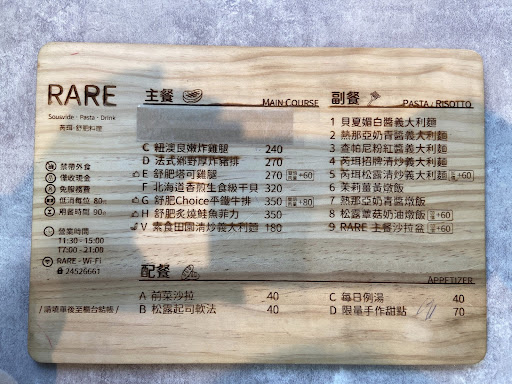 RARE
Sousvide · Pasta · Drink
芮珥·舒肥料理
禁帶外食
僅收現金
免服務費
低消每位 80
用餐時間 90
營業時間
11:30 - 15:00
17:00 - 21:00
RARE - Wi-Fi
24526661
/ 請填單後至櫃台結帳 /
主餐 MAIN COURSE
C 紐澳良嫩炸雞腿 240
D 法式鄉野厚炸豬排 270
E 舒肥塔可雞腿 270 +60
F 北海道香煎生食級干貝 320
G 舒肥Choice平鐵牛排 350 +80
H 舒肥炙燒鮭魚菲力 350
V 素食田園清炒義大利麵 180
副餐 PASTA / RISOTTO
1 貝夏媚白醬義大利麵
2 熱那亞奶青醬義大利麵
3 查帕尼粉紅醬義大利麵
4 芮珥招牌清炒義大利麵
5 松露清炒義大利麵 +60
6 茉莉薑黃燉飯
7 熱那亞奶青醬燉飯
8 松露蕈菇奶油燉飯 +60
9 RARE 主餐沙拉盆 +60
配餐 APPETIZER
A 前菜沙拉 40
B 松露起司軟法 40
C 每日例湯 40
D 限量手作甜點 70